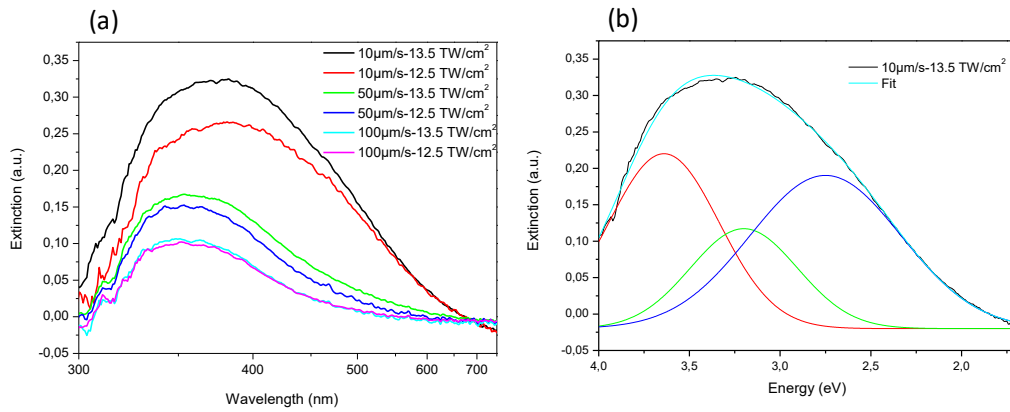 (a)
10µm/s-13.5 TW/cm²
10µm/s-12.5 TW/cm²
50µm/s-13.5 TW/cm²
50µm/s-12.5 TW/cm²
100µm/s-13.5 TW/cm²
100µm/s-12.5 TW/cm²
0,35
0,30
0,25
0,20
0,15
0,10
0,05
0,00
-0,05
Extinction (a.u.)
300
400
500
600
700
Wavelength (nm)
(b)
10µm/s-13.5 TW/cm²
Fit
0,35
0,30
0,25
0,20
0,15
0,10
0,05
0,00
-0,05
Extinction (a.u.)
4,0
3,5
3,0
2,5
2,0
Energy (eV)